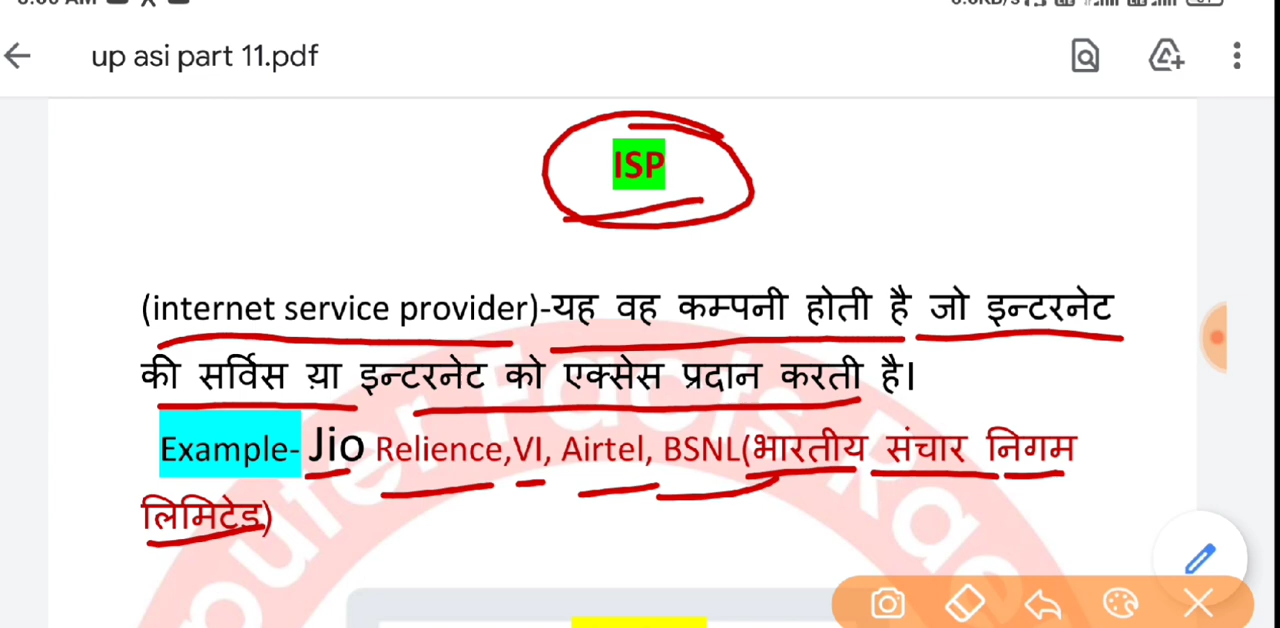 up asi part 11.pdf
ISP
(internet service provider)-यह वह कम्पनी होती है जो इन्टरनेट
की सर्विस य़ा इन्टरनेट को एक्सेस प्रदान करती है।
Example- Jio Relience,VI, Airtel, BSNL(भारतीय संचार निगम
लिमिटेड)